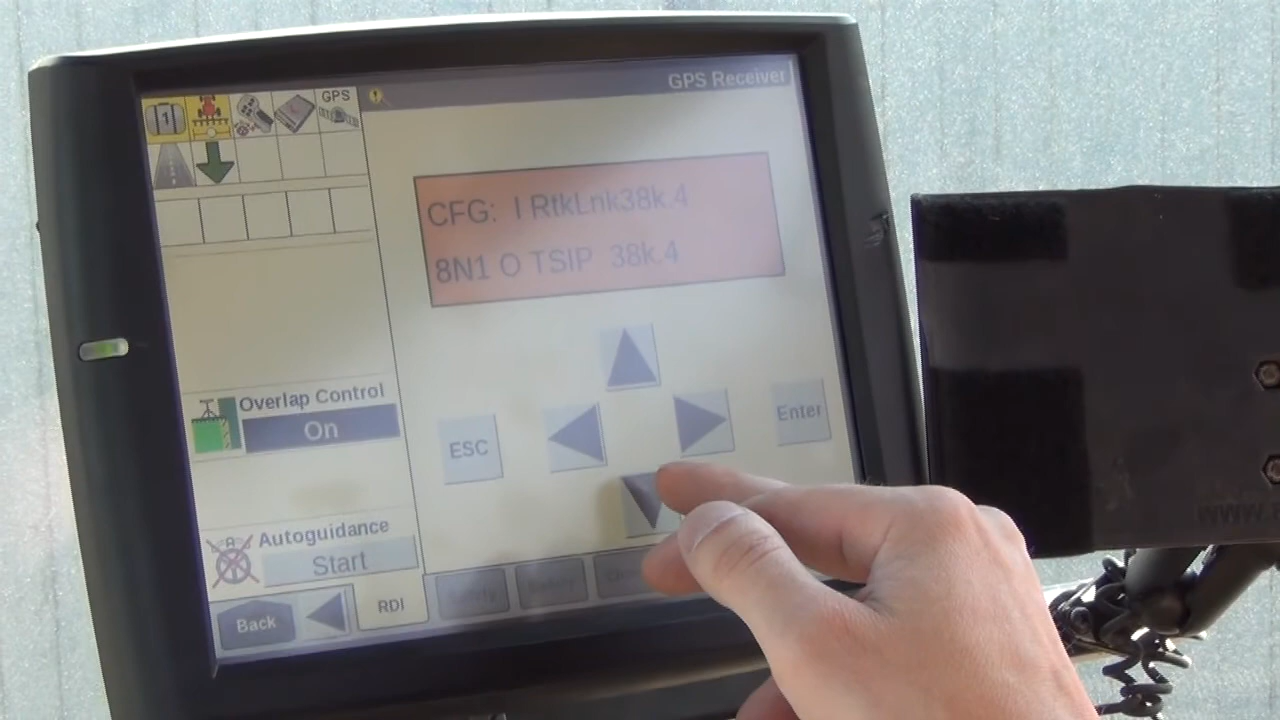 GPS Receiver
GPS
1
CFG: I RtkLnk38k.4
8N1 O TSIP 38k.4
Overlap Control
On
ESC
Enter
Autoguidance
Start
Back
RDI